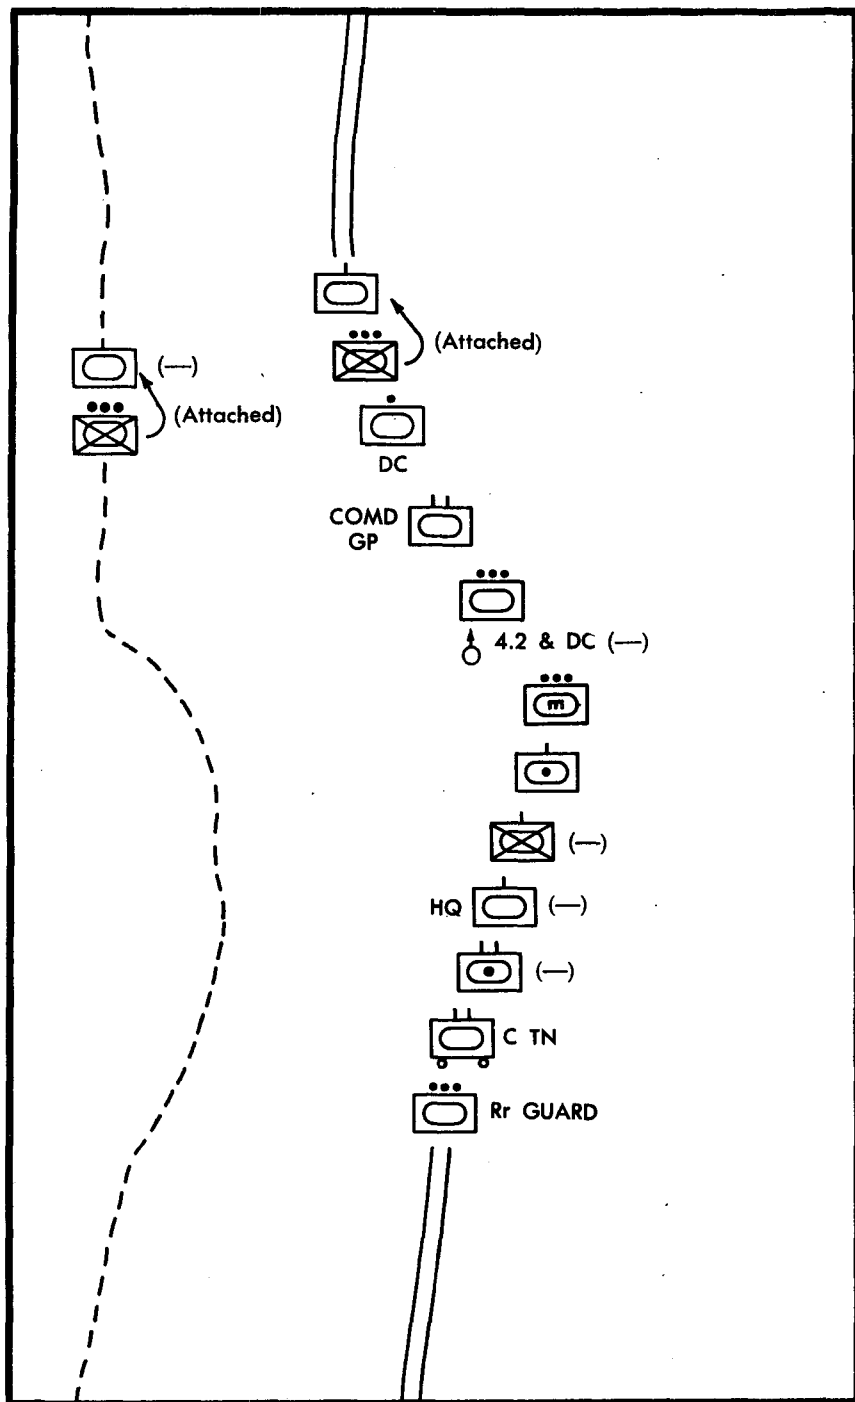 (Attached)
(—)
(Attached)
DC
COMD
GP
4.2 & DC (—)
m
(—)
HQ (—)
(—)
C TN
Rr GUARD